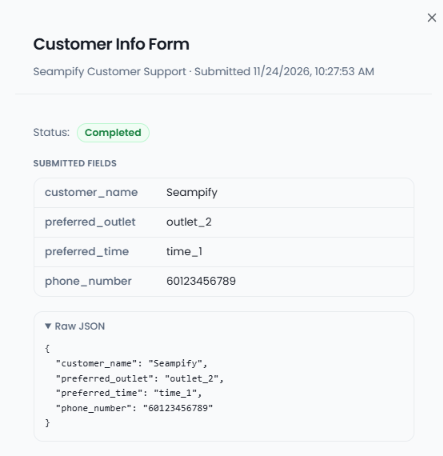 Customer Info Form
Seampify Customer Support · Submitted 11/24/2026, 10:27:53 AM
Status: Completed
SUBMITTED FIELDS
customer_name Seampify
preferred_outlet outlet_2
preferred_time time_1
phone_number 60123456789
▼ Raw JSON
{
  "customer_name": "Seampify",
  "preferred_outlet": "outlet_2",
  "preferred_time": "time_1",
  "phone_number": "60123456789"
}